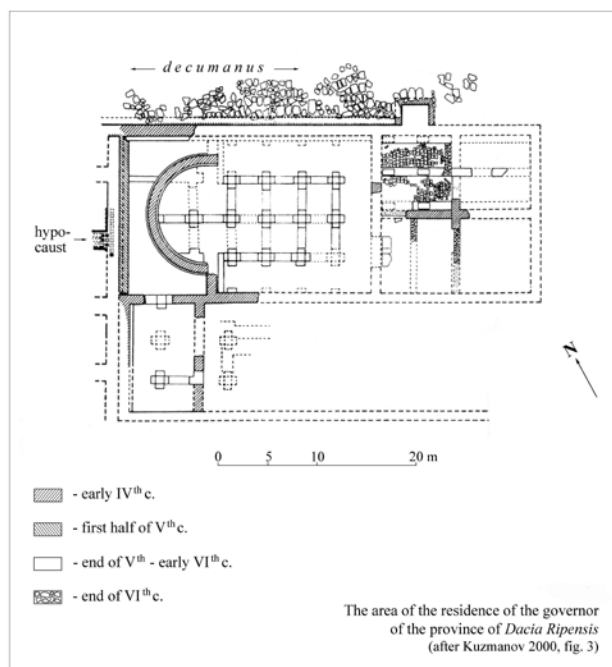 decumanus
hypo-
caust
N
0 5 10 20 m
- early IVth c.
- first half of Vth c.
- end of Vth - early VIth c.
- end of VIth c.
The area of the residence of the governor
of the province of Dacia Ripensis
(after Kuzmanov 2000, fig. 3)